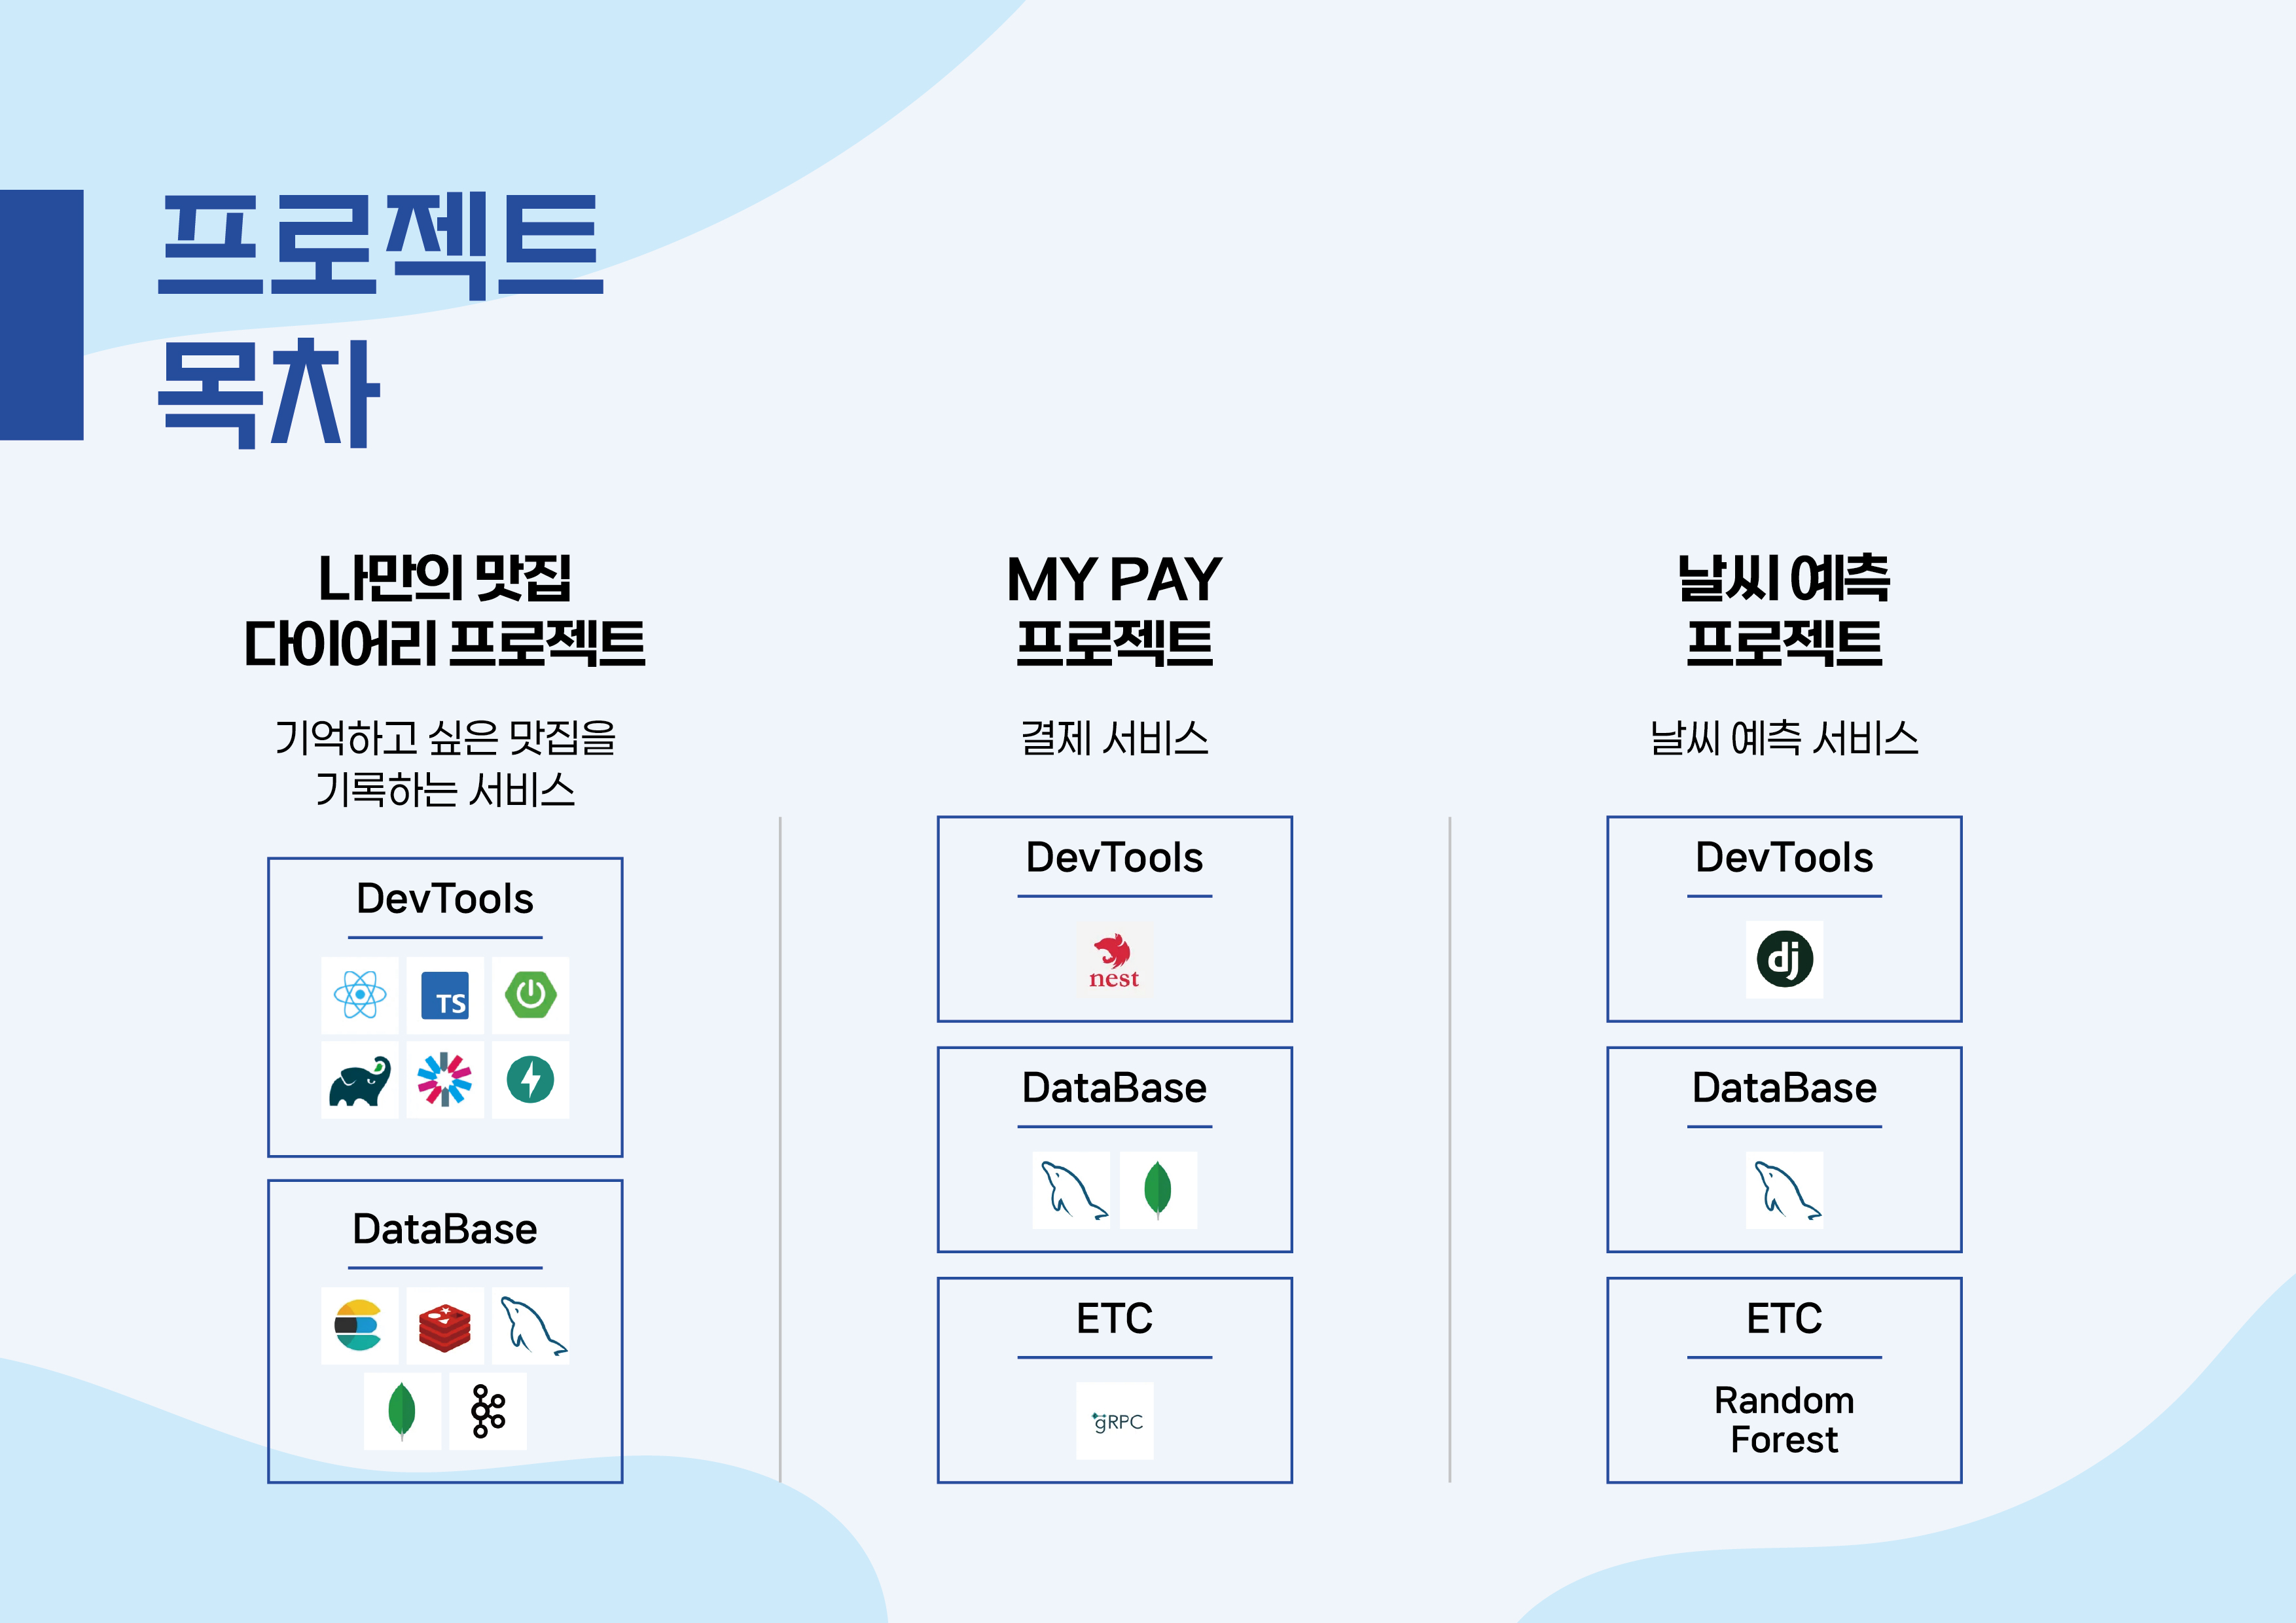 프로젝트
목차
나만의 맛집
다이어리 프로젝트
기억하고 싶은 맛집을
기록하는 서비스
DevTools
TS
DataBase
MY PAY
프로젝트
결제 서비스
DevTools
nest
DataBase
ETC
gRPC
날씨 예측
프로젝트
날씨 예측 서비스
DevTools
dj
DataBase
ETC
Random
Forest